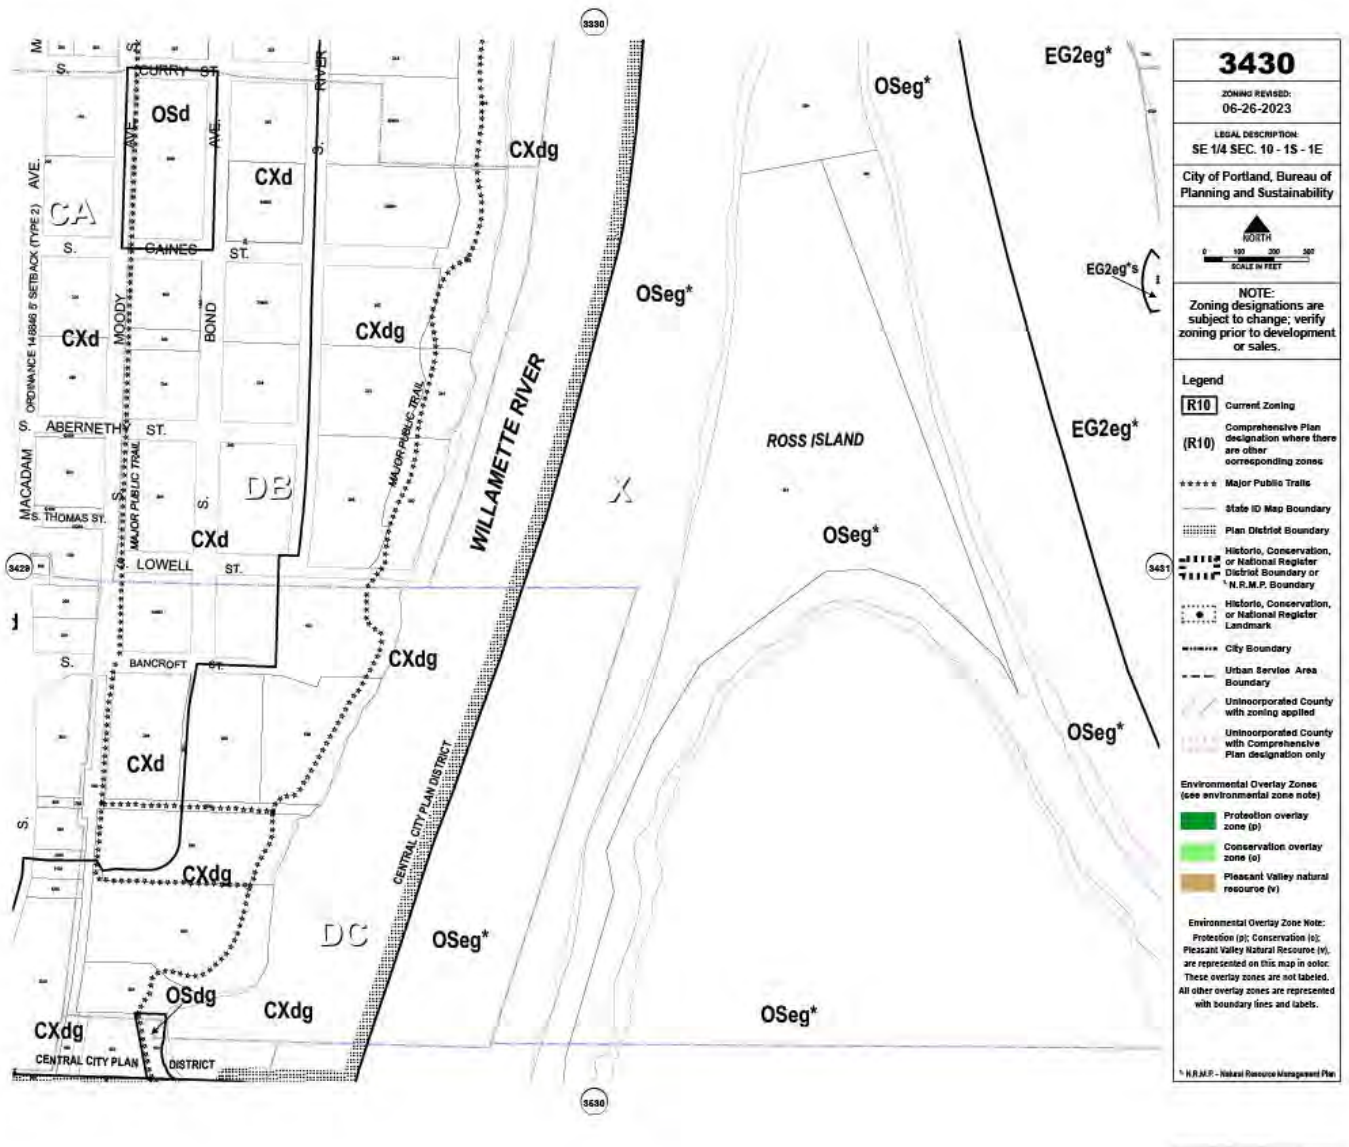 3330
S.
CURRY ST.
RIVER
S.
OSd
AVE.
AVE.
CXd
CXdg
OSeg*
EG2eg*
CA
ORDINANCE 148846 5' SETBACK (TYPE 2) AVE.
S.
GAINES
ST.
EG2eg*s
OSeg*
CXd
MOODY
BOND
CXdg
WILLAMETTE RIVER
MAJOR PUBLIC TRAIL
S. ABERNETHY ST.
EG2eg*
ROSS ISLAND
MACADAM
MAJOR PUBLIC TRAIL
S.
S.
DB
X
S. THOMAS ST.
CXd
OSeg*
3429
S. LOWELL ST.
3431
d
S. BANCROFT ST.
CXdg
OSeg*
CXd
CENTRAL CITY PLAN DISTRICT
S.
CXdg
DC
OSeg*
OSdg
CXdg
OSeg*
CXdg
CENTRAL CITY PLAN DISTRICT
3530
3430
ZONING REVISED:
06-26-2023
LEGAL DESCRIPTION:
SE 1/4 SEC. 10 - 1S - 1E
City of Portland, Bureau of
Planning and Sustainability
NORTH
0 100 200 300
SCALE IN FEET
NOTE:
Zoning designations are
subject to change; verify
zoning prior to development
or sales.
Legend
R10 Current Zoning
(R10) Comprehensive Plan
designation where there
are other
corresponding zones
Major Public Trails
State ID Map Boundary
Plan District Boundary
Historic, Conservation,
or National Register
District Boundary or
N.R.M.P. Boundary
Historic, Conservation,
or National Register
Landmark
City Boundary
Urban Service Area
Boundary
Unincorporated County
with zoning applied
Unincorporated County
with Comprehensive
Plan designation only
Environmental Overlay Zones
(see environmental zone note)
Protection overlay
zone (p)
Conservation overlay
zone (c)
Pleasant Valley natural
resource (v)
Environmental Overlay Zone Note:
Protection (p); Conservation (c);
Pleasant Valley Natural Resource (v),
are represented on this map in color.
These overlay zones are not labeled.
All other overlay zones are represented
with boundary lines and labels.
N.R.M.P. - Natural Resource Management Plan